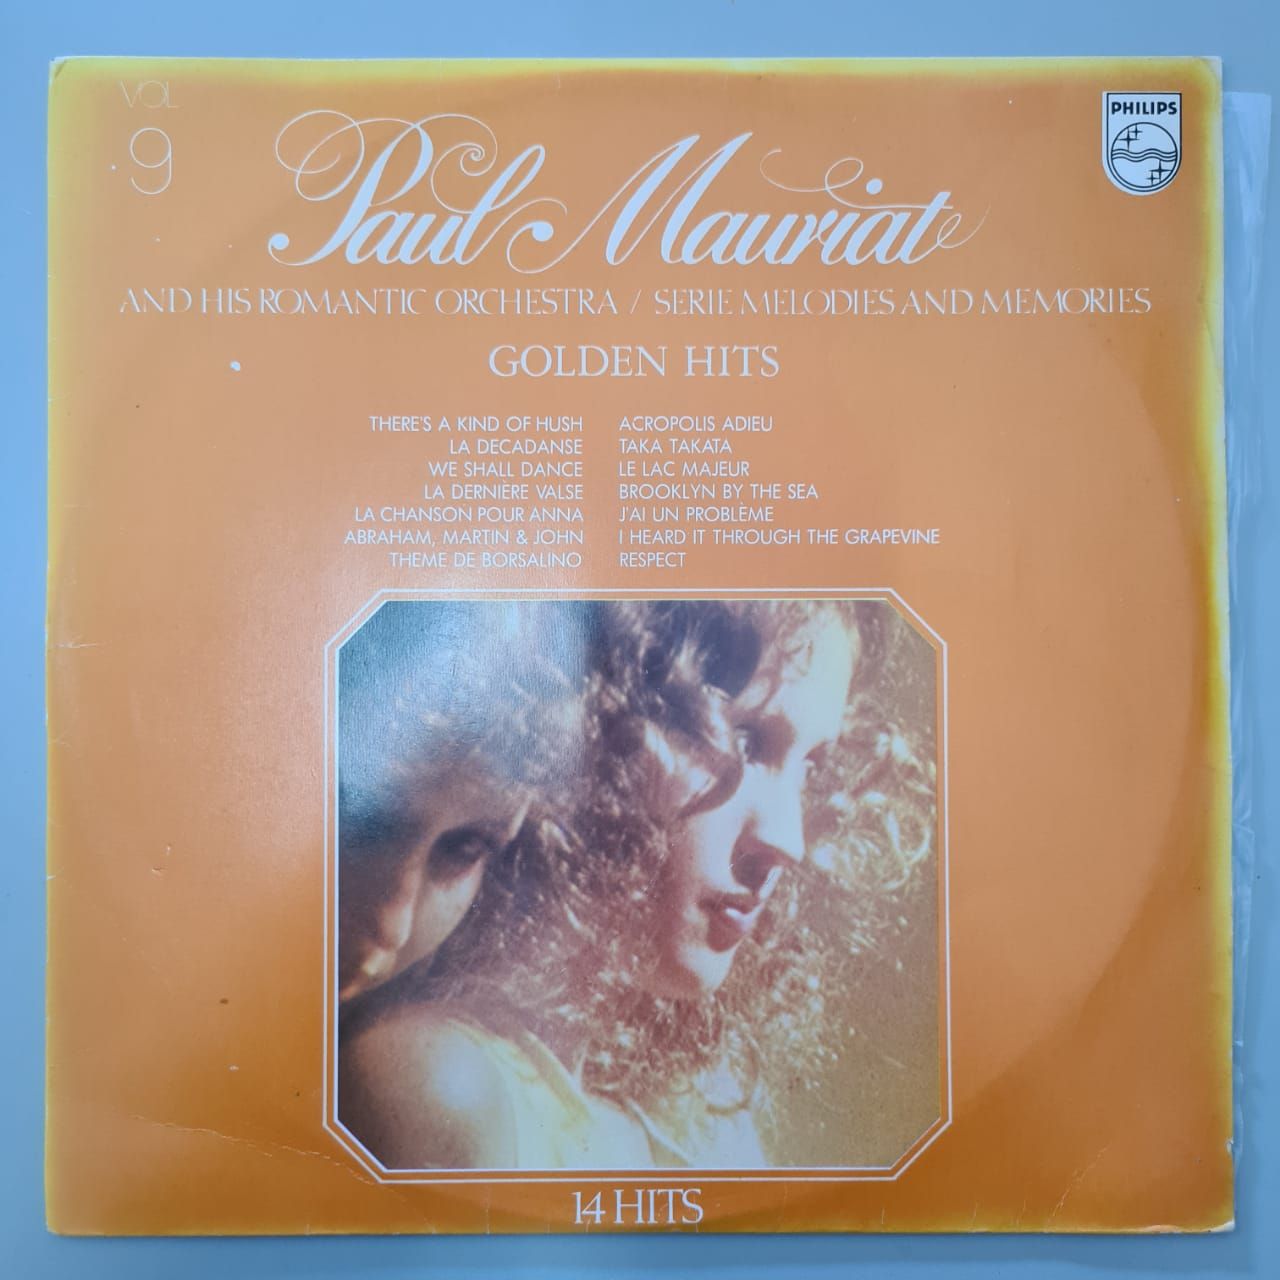 VOL
9
PHILIPS
Paul Mauriat
AND HIS ROMANTIC ORCHESTRA / SERIE MELODIES AND MEMORIES
GOLDEN HITS
THERE'S A KIND OF HUSH
LA DECADANSE
WE SHALL DANCE
LA DERNIÈRE VALSE
LA CHANSON POUR ANNA
ABRAHAM, MARTIN & JOHN
THEME DE BORSALINO
ACROPOLIS ADIEU
TAKA TAKATA
LE LAC MAJEUR
BROOKLYN BY THE SEA
J'AI UN PROBLÈME
I HEARD IT THROUGH THE GRAPEVINE
RESPECT
14 HITS